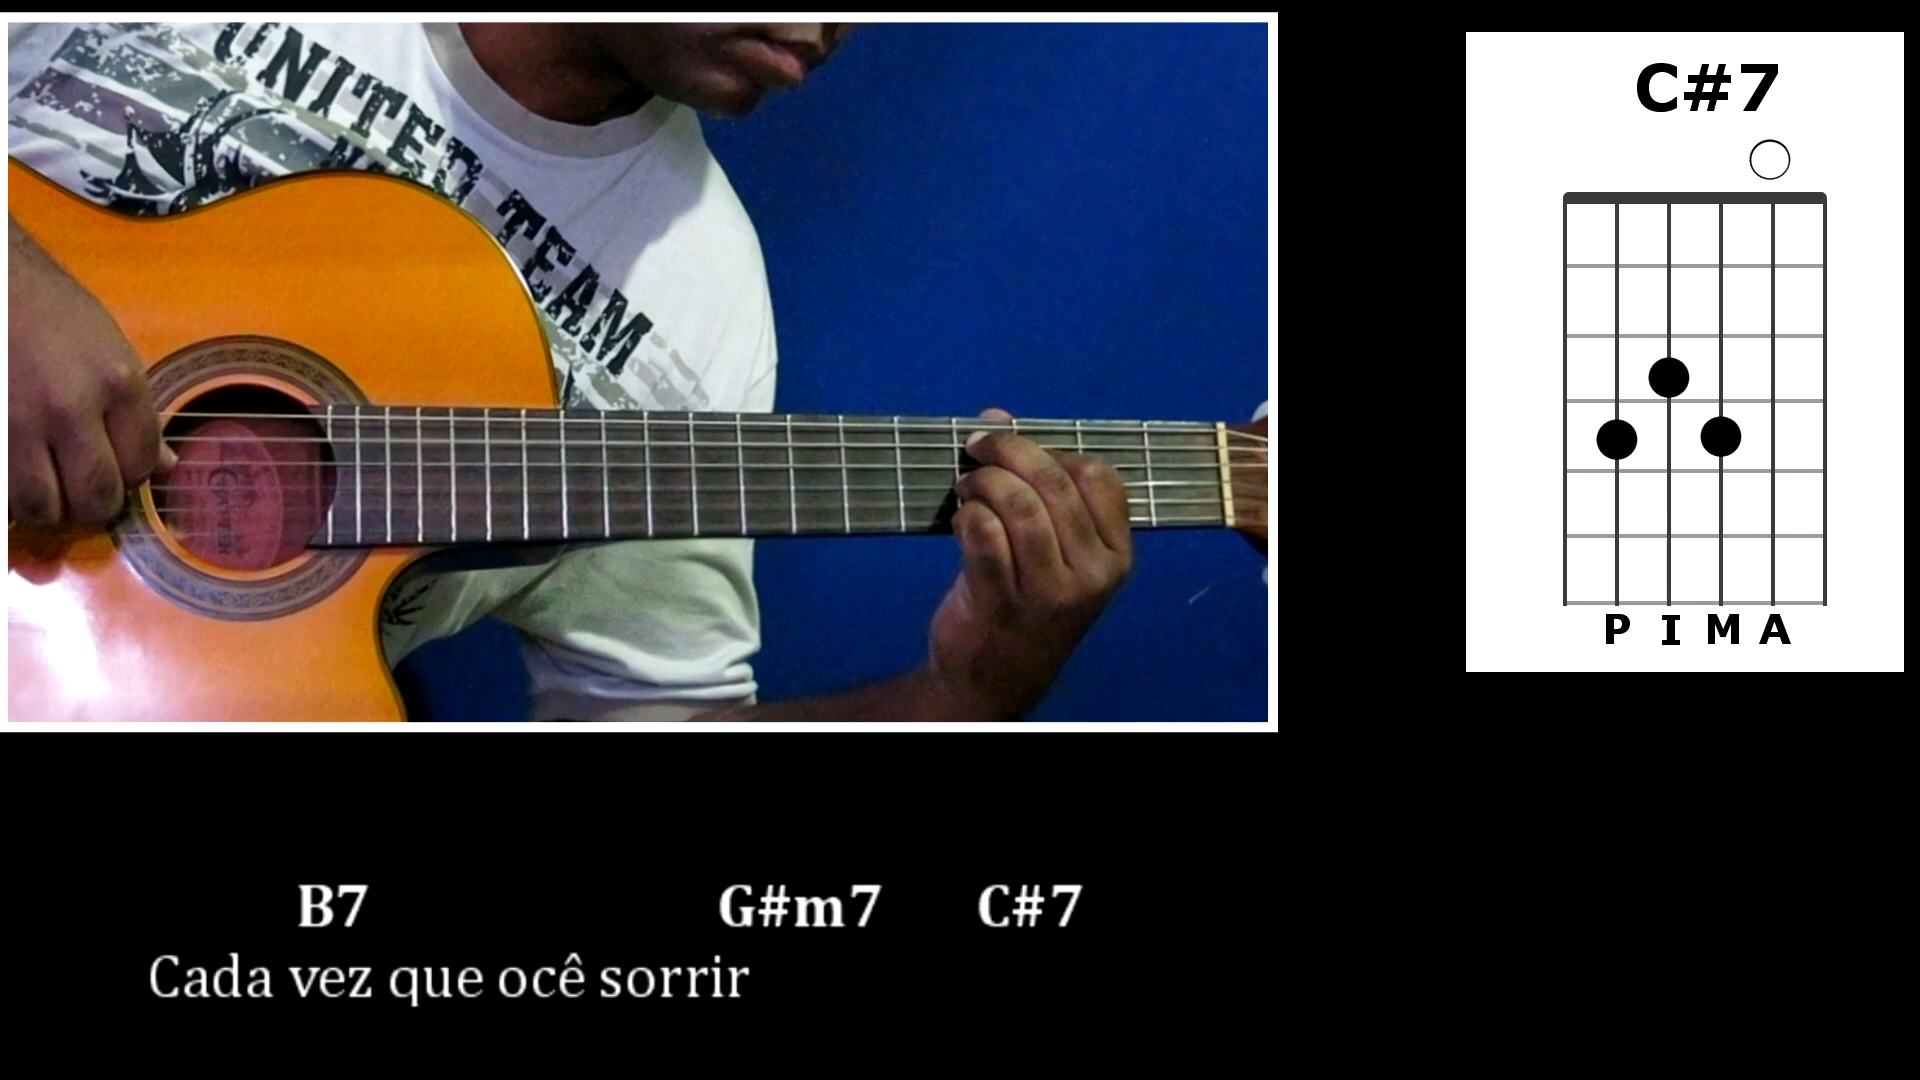 UNITED TEAM
C#7
P I M A
B7 G#m7 C#7
Cada vez que ocê sorrir